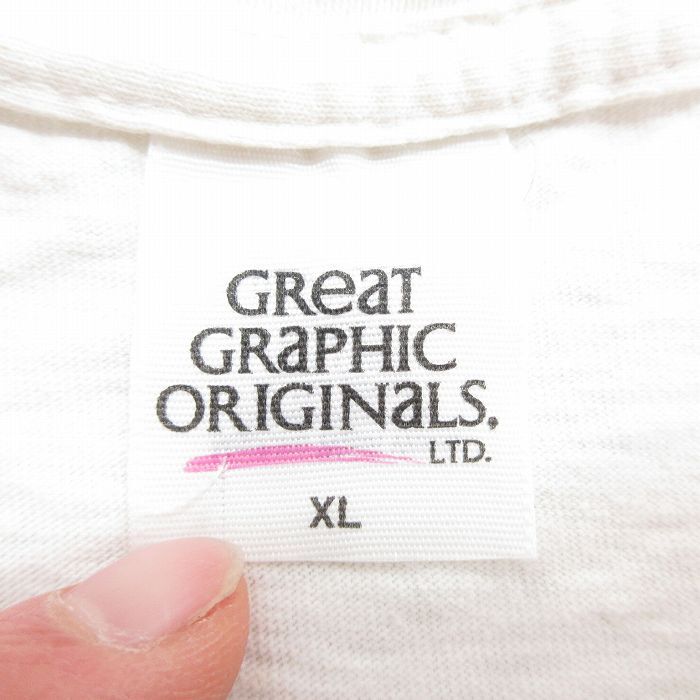 GReaT
GRaPHIC
ORIGINaLS,
LTD.
XL